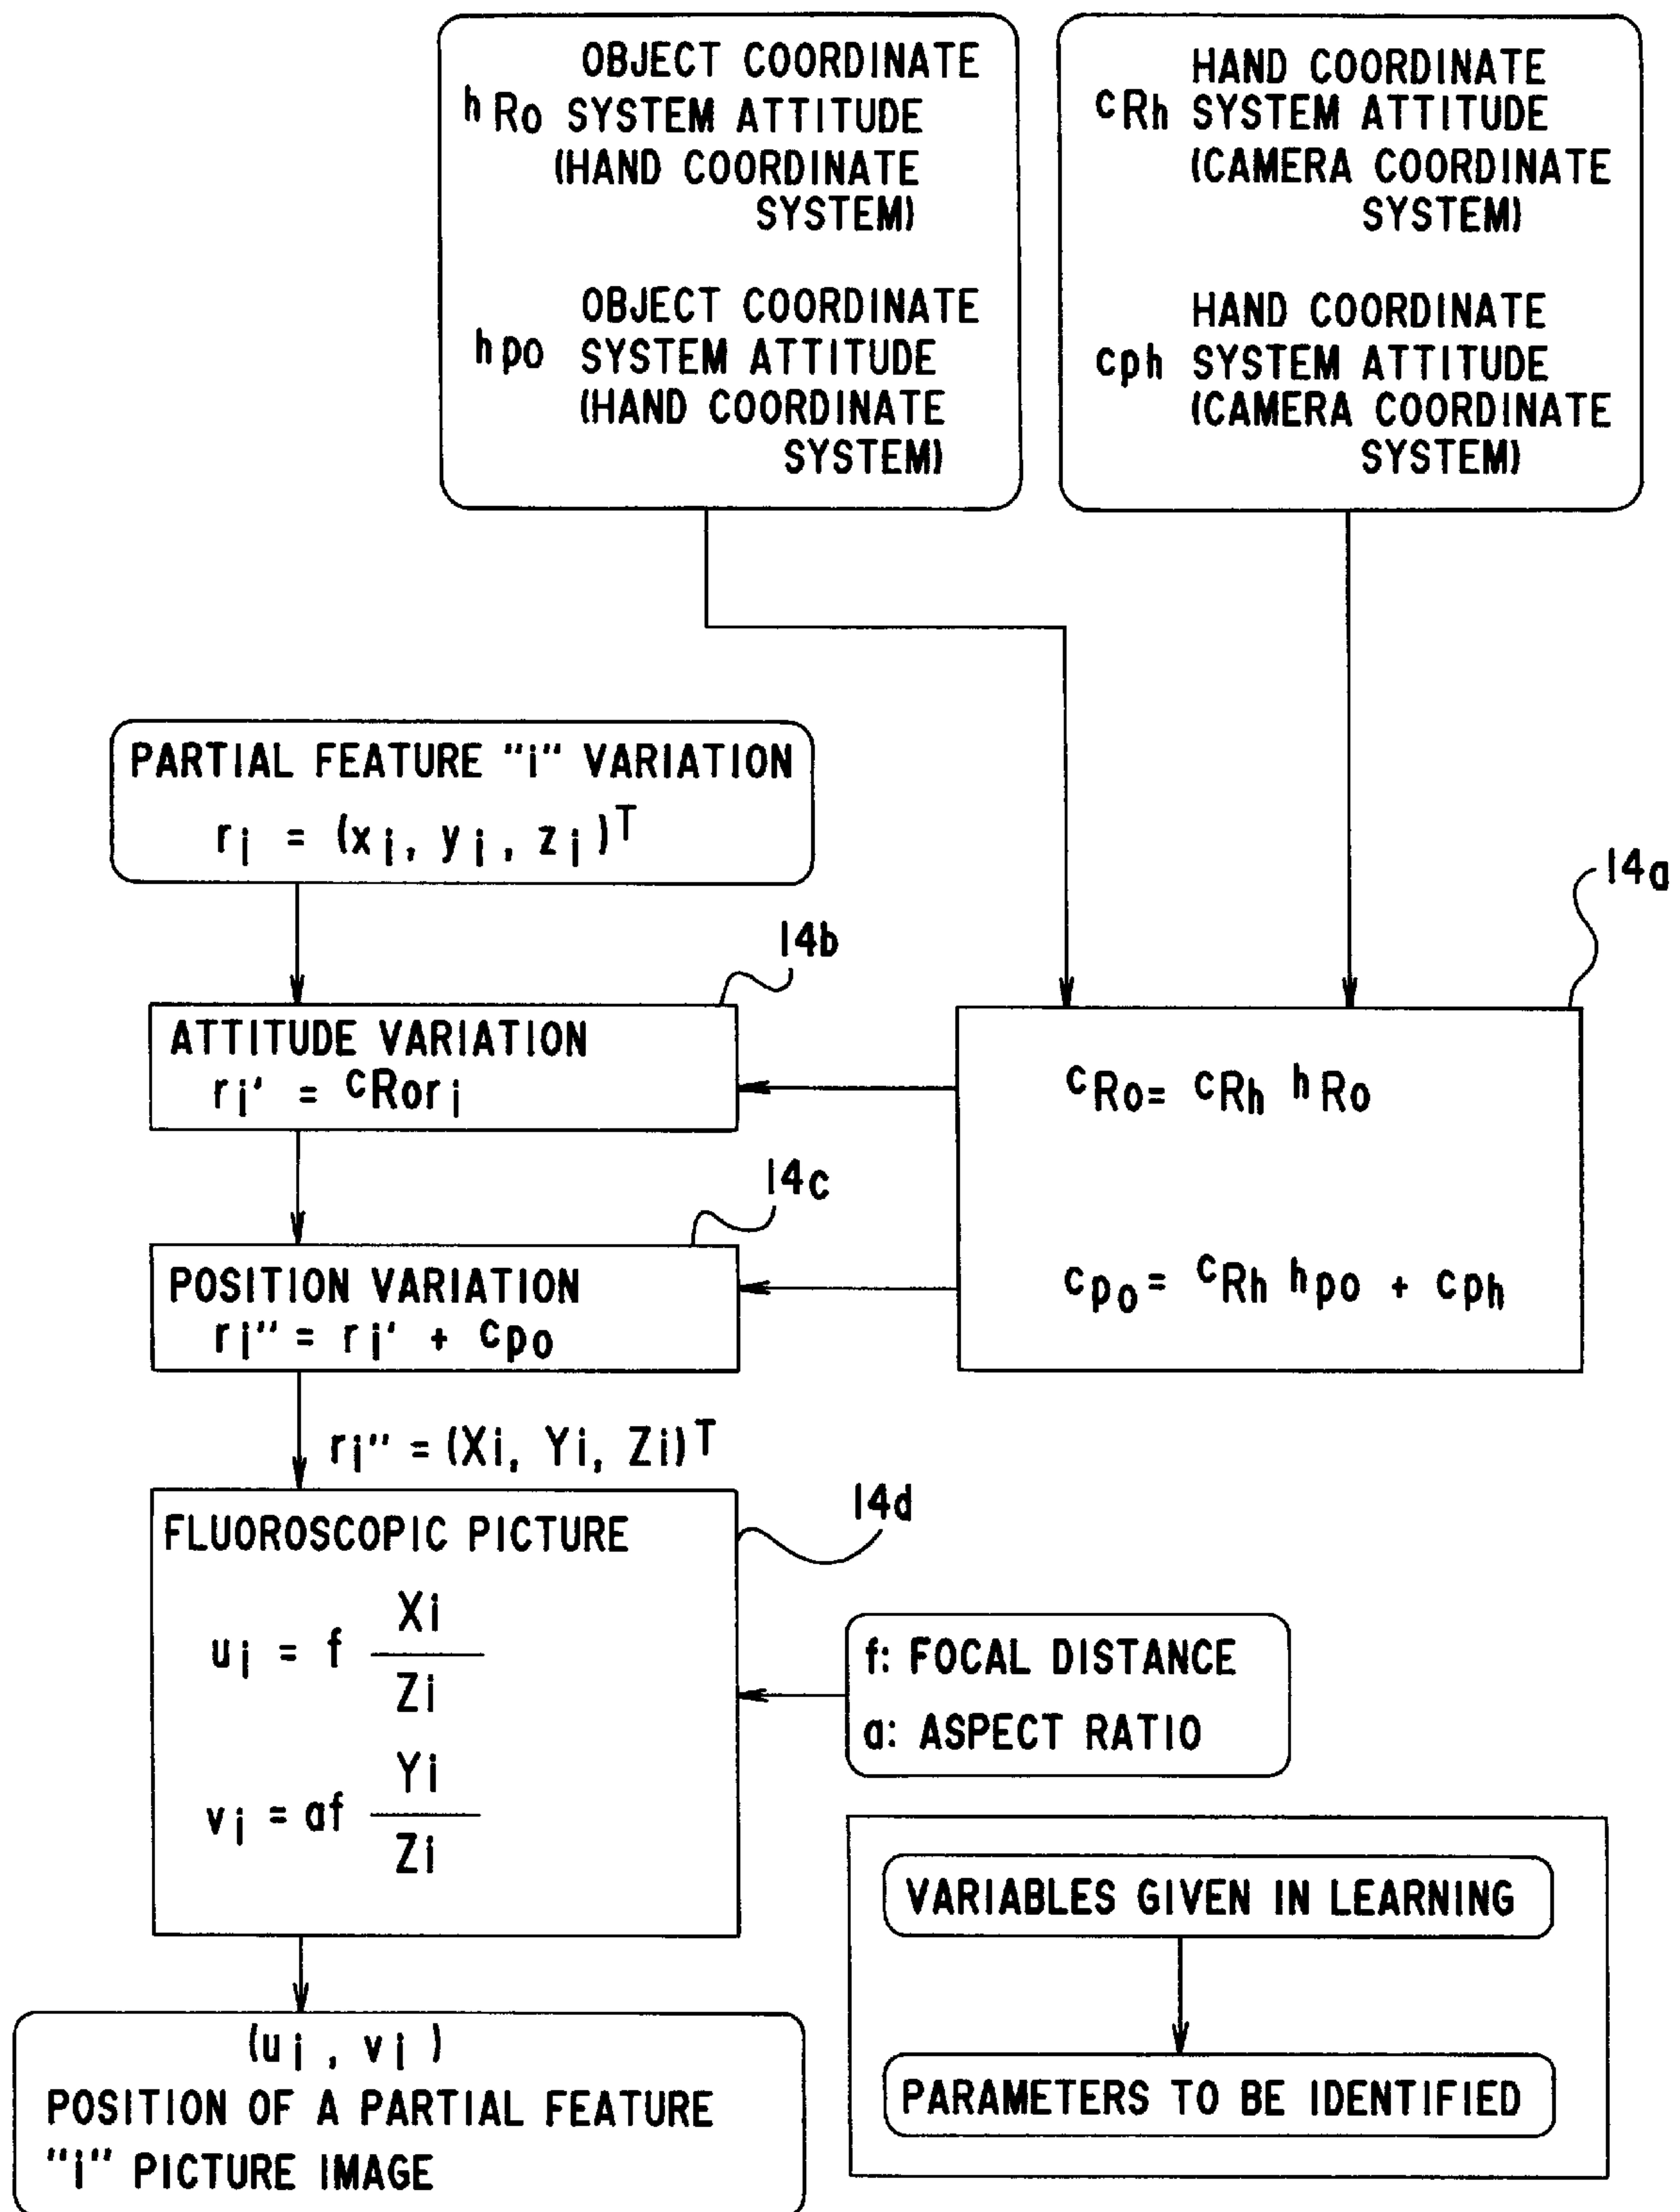 OBJECT COORDINATE
hRo SYSTEM ATTITUDE
(HAND COORDINATE
SYSTEM)
OBJECT COORDINATE
hpo SYSTEM ATTITUDE
(HAND COORDINATE
SYSTEM)
HAND COORDINATE
cRh SYSTEM ATTITUDE
(CAMERA COORDINATE
SYSTEM)
HAND COORDINATE
cph SYSTEM ATTITUDE
(CAMERA COORDINATE
SYSTEM)
PARTIAL FEATURE "i" VARIATION
ri = (xi, yi, zi)T
14a
14b
ATTITUDE VARIATION
ri' = cRori
cRo= cRh hRo
14c
POSITION VARIATION
ri'' = ri' + cpo
cpo= cRh hpo + cph
ri'' = (Xi, Yi, Zi)T
14d
FLUOROSCOPIC PICTURE
ui = f Xi
Zi
vi = af Yi
Zi
f: FOCAL DISTANCE
a: ASPECT RATIO
VARIABLES GIVEN IN LEARNING
PARAMETERS TO BE IDENTIFIED
(ui, vi)
POSITION OF A PARTIAL FEATURE
"i" PICTURE IMAGE